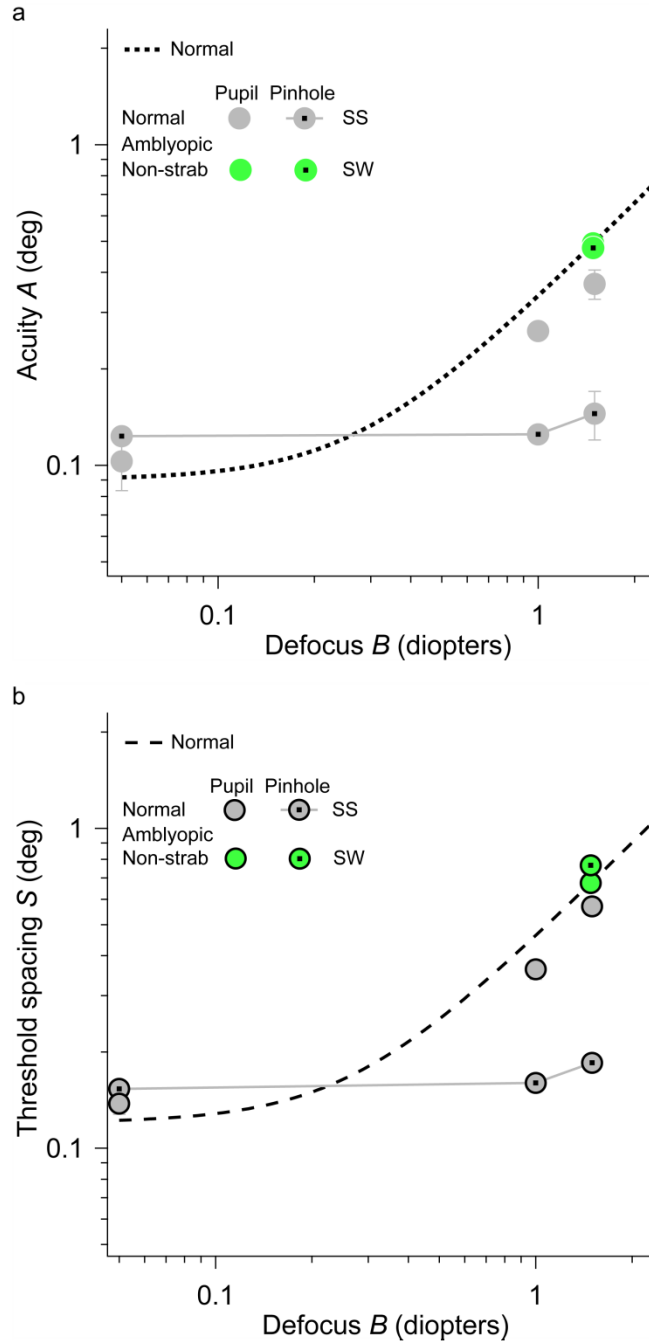 a
Normal
Pupil Pinhole
Normal SS
Amblyopic
Non-strab SW
1
0.1
Acuity A (deg)
0.1 1
Defocus B (diopters)
b
Normal
Pupil Pinhole
Normal SS
Amblyopic
Non-strab SW
1
0.1
Threshold spacing S (deg)
0.1 1
Defocus B (diopters)